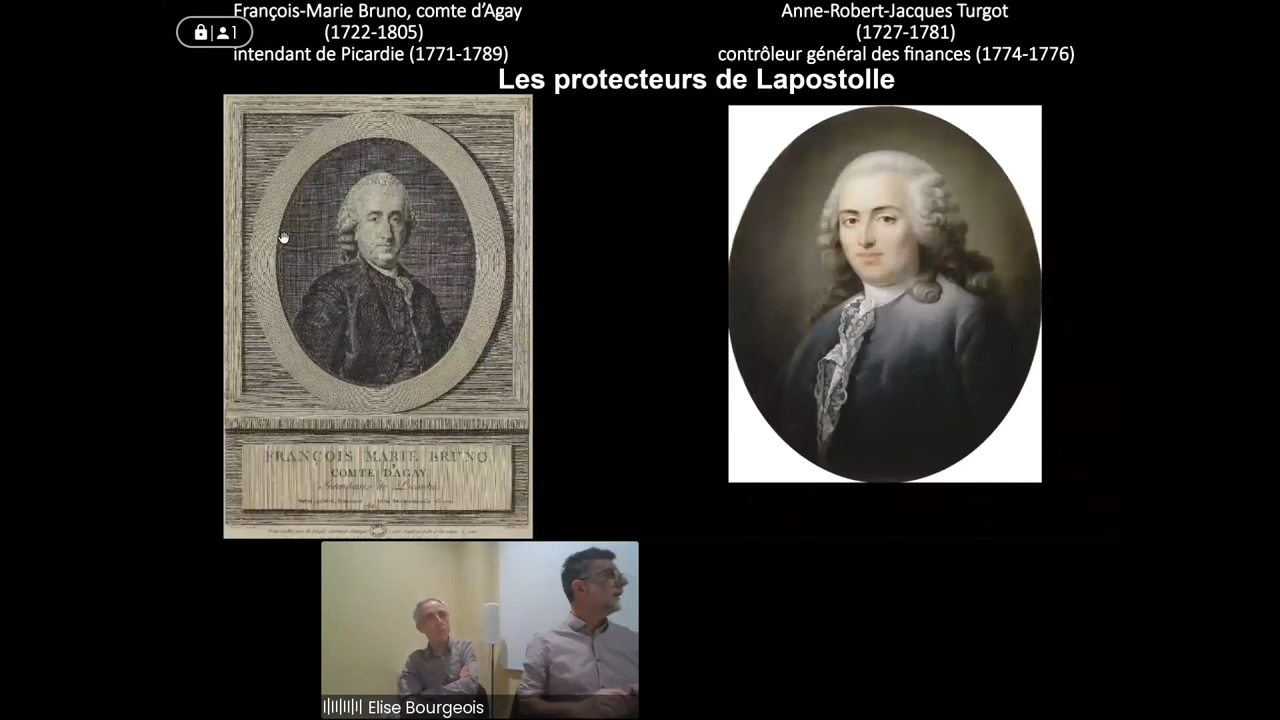 François-Marie Bruno, comte d’Agay
(1722-1805)
intendant de Picardie (1771-1789)
1
Anne-Robert-Jacques Turgot
(1727-1781)
contrôleur général des finances (1774-1776)
Les protecteurs de Lapostolle
FRANÇOIS MARIE BRUNO
COMTE D'AGAY,
Elise Bourgeois